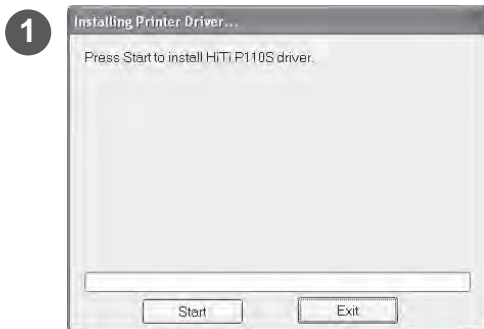 1
Installing Printer Driver...
Press Start to install HiTi P110S driver.
Start
Exit